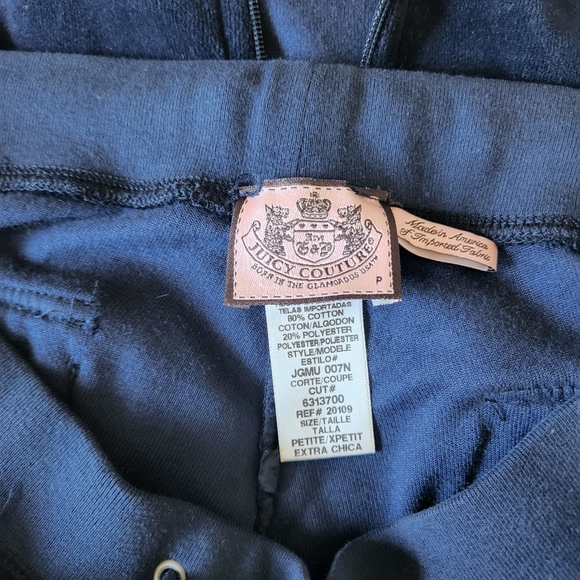 JUICY COUTURE®
BORN IN THE GLAMOROUS USA™
P
Made in America
of Imported Fabric
TELAS IMPORTADAS
80% COTTON
COTON/ALGODON
20% POLYESTER
POLYESTER/POLIESTER
STYLE/MODELE
ESTILO#
JGMU 007N
CORTE/COUPE
CUT#
6313700
REF# 20109
SIZE/TAILLE
TALLA
PETITE/XPETIT
EXTRA CHICA